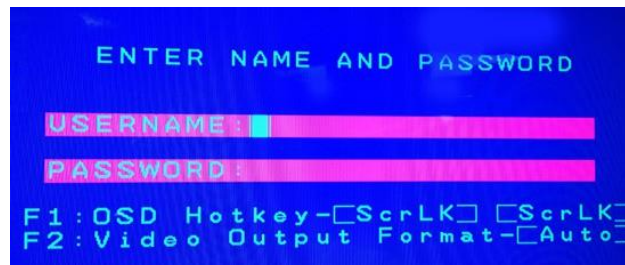 ENTER NAME AND PASSWORD
USERNAME:
PASSWORD:
F1:OSD Hotkey-[ScrLK] [ScrLK]
F2:Video Output Format-[Auto]